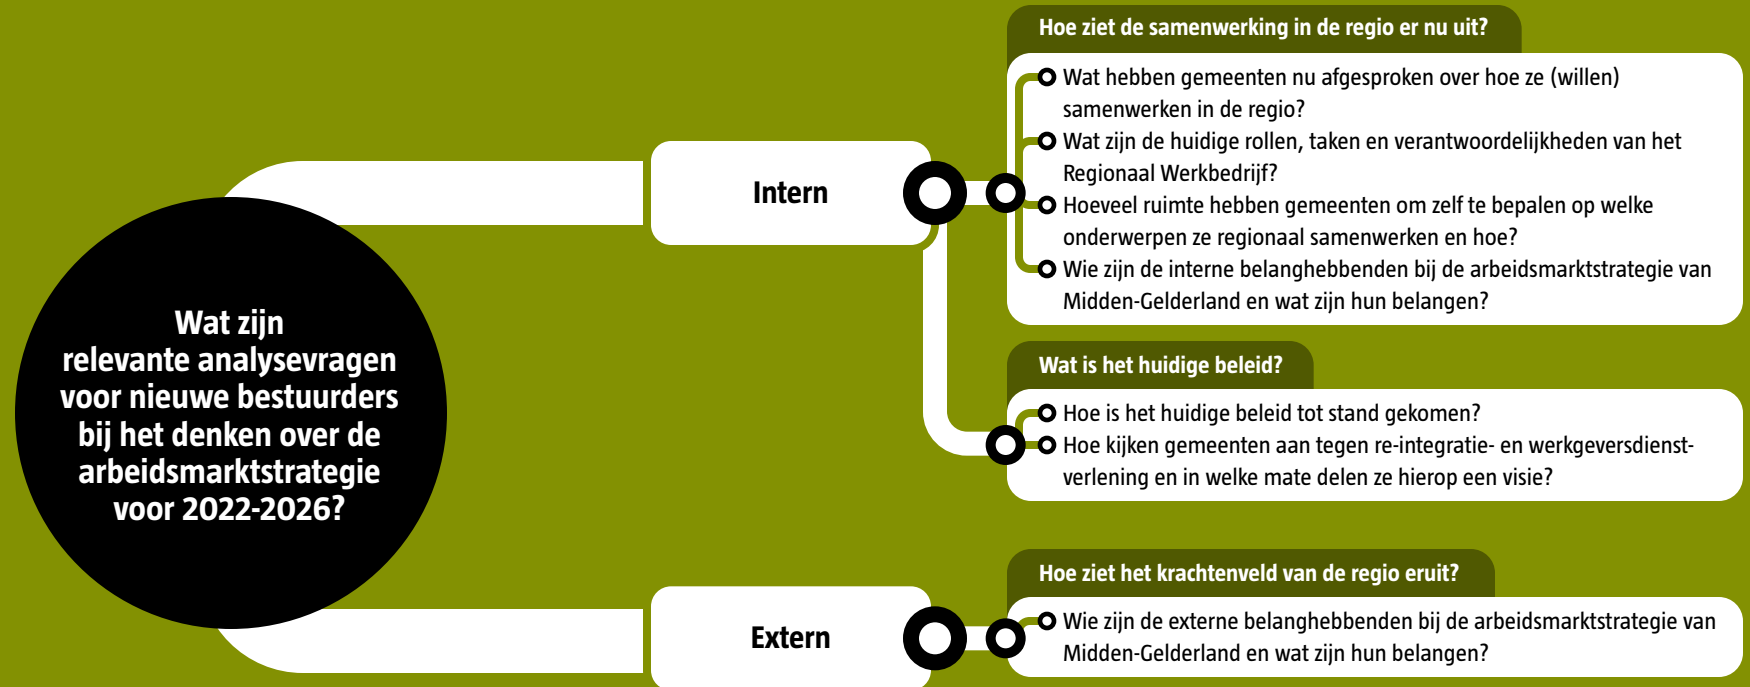 Wat zijn
relevante analysevragen
voor nieuwe bestuurders
bij het denken over de
arbeidsmarktstrategie
voor 2022-2026?
Intern
Hoe ziet de samenwerking in de regio er nu uit?
Wat hebben gemeenten nu afgesproken over hoe ze (willen)
samenwerken in de regio?
Wat zijn de huidige rollen, taken en verantwoordelijkheden van het
Regionaal Werkbedrijf?
Hoeveel ruimte hebben gemeenten om zelf te bepalen op welke
onderwerpen ze regionaal samenwerken en hoe?
Wie zijn de interne belanghebbenden bij de arbeidsmarktstrategie van
Midden-Gelderland en wat zijn hun belangen?
Wat is het huidige beleid?
Hoe is het huidige beleid tot stand gekomen?
Hoe kijken gemeenten aan tegen re-integratie- en werkgeversdienst-
verlening en in welke mate delen ze hierop een visie?
Extern
Hoe ziet het krachtenveld van de regio eruit?
Wie zijn de externe belanghebbenden bij de arbeidsmarktstrategie van
Midden-Gelderland en wat zijn hun belangen?